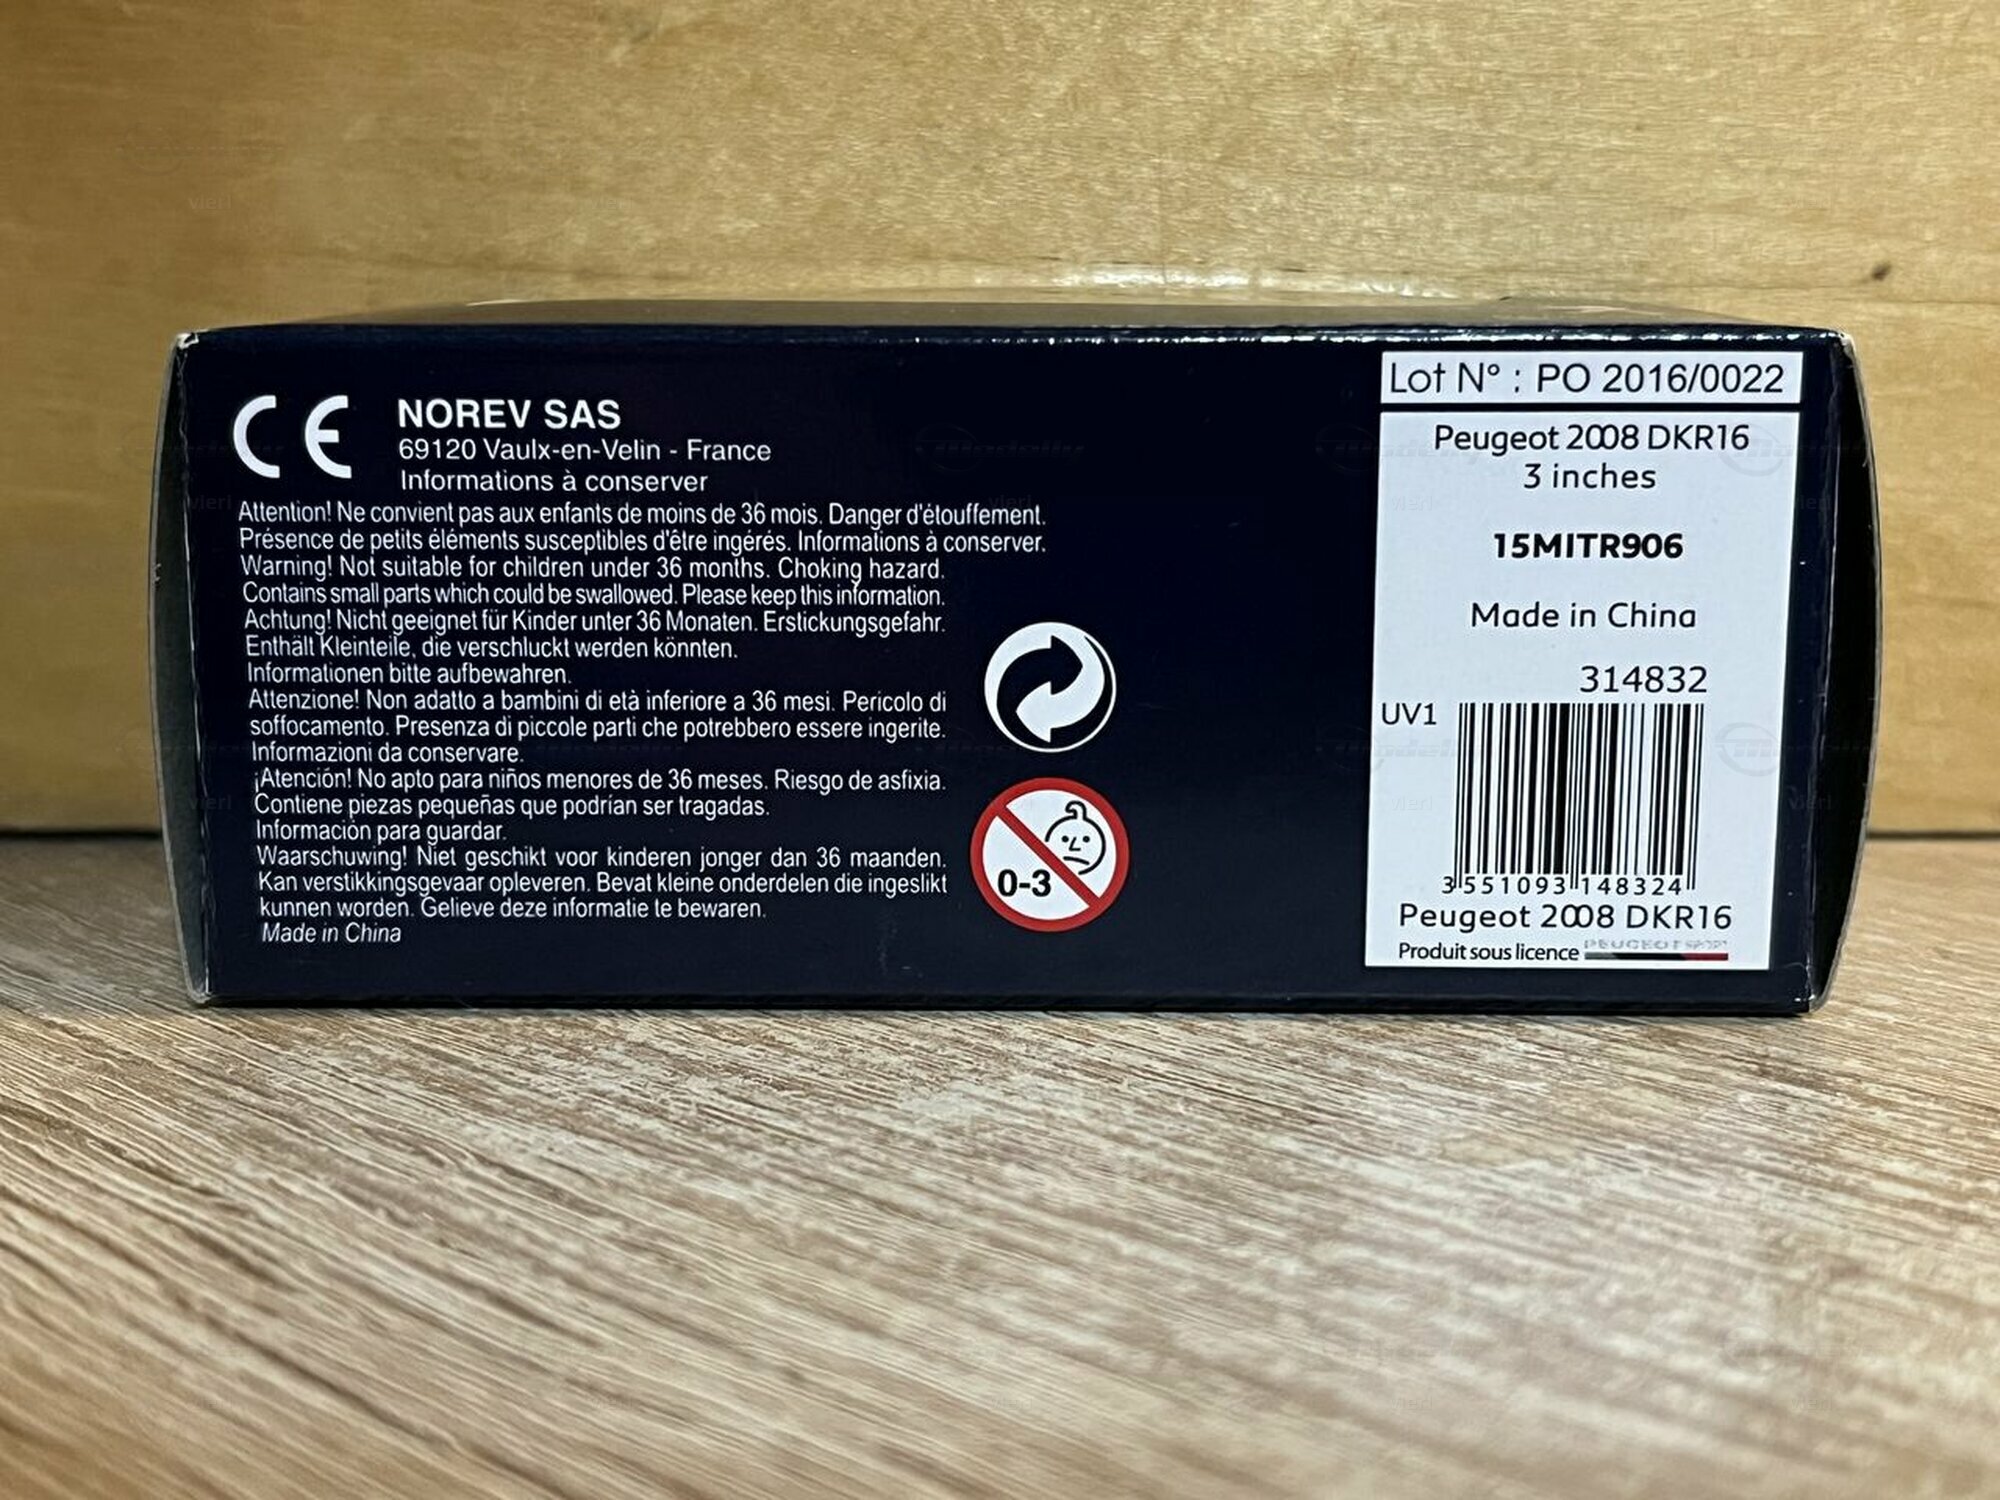 NOREV SAS
69120 Vaulx-en-Velin - France
Informations à conserver
Attention! Ne convient pas aux enfants de moins de 36 mois. Danger d'étouffement.
Présence de petits éléments susceptibles d'être ingérés. Informations à conserver.
Warning! Not suitable for children under 36 months. Choking hazard.
Contains small parts which could be swallowed. Please keep this information.
Achtung! Nicht geeignet für Kinder unter 36 Monaten. Erstickungsgefahr.
Enthält Kleinteile, die verschluckt werden könnten.
Informationen bitte aufbewahren.
Attenzione! Non adatto a bambini di età inferiore a 36 mesi. Pericolo di
soffocamento. Presenza di piccole parti che potrebbero essere ingerite.
Informazioni da conservare.
¡Atención! No apto para niños menores de 36 meses. Riesgo de asfixia.
Contiene piezas pequeñas que podrían ser tragadas.
Información para guardar.
Waarschuwing! Niet geschikt voor kinderen jonger dan 36 maanden.
Kan verstikkingsgevaar opleveren. Bevat kleine onderdelen die ingeslikt
kunnen worden. Gelieve deze informatie te bewaren.
Made in China
0-3
Lot N° : PO 2016/0022
Peugeot 2008 DKR16
3 inches
15MITR906
Made in China
314832
UV1
3 551093 148324
Peugeot 2008 DKR16
Produit sous licence PEUGEOT SPORT